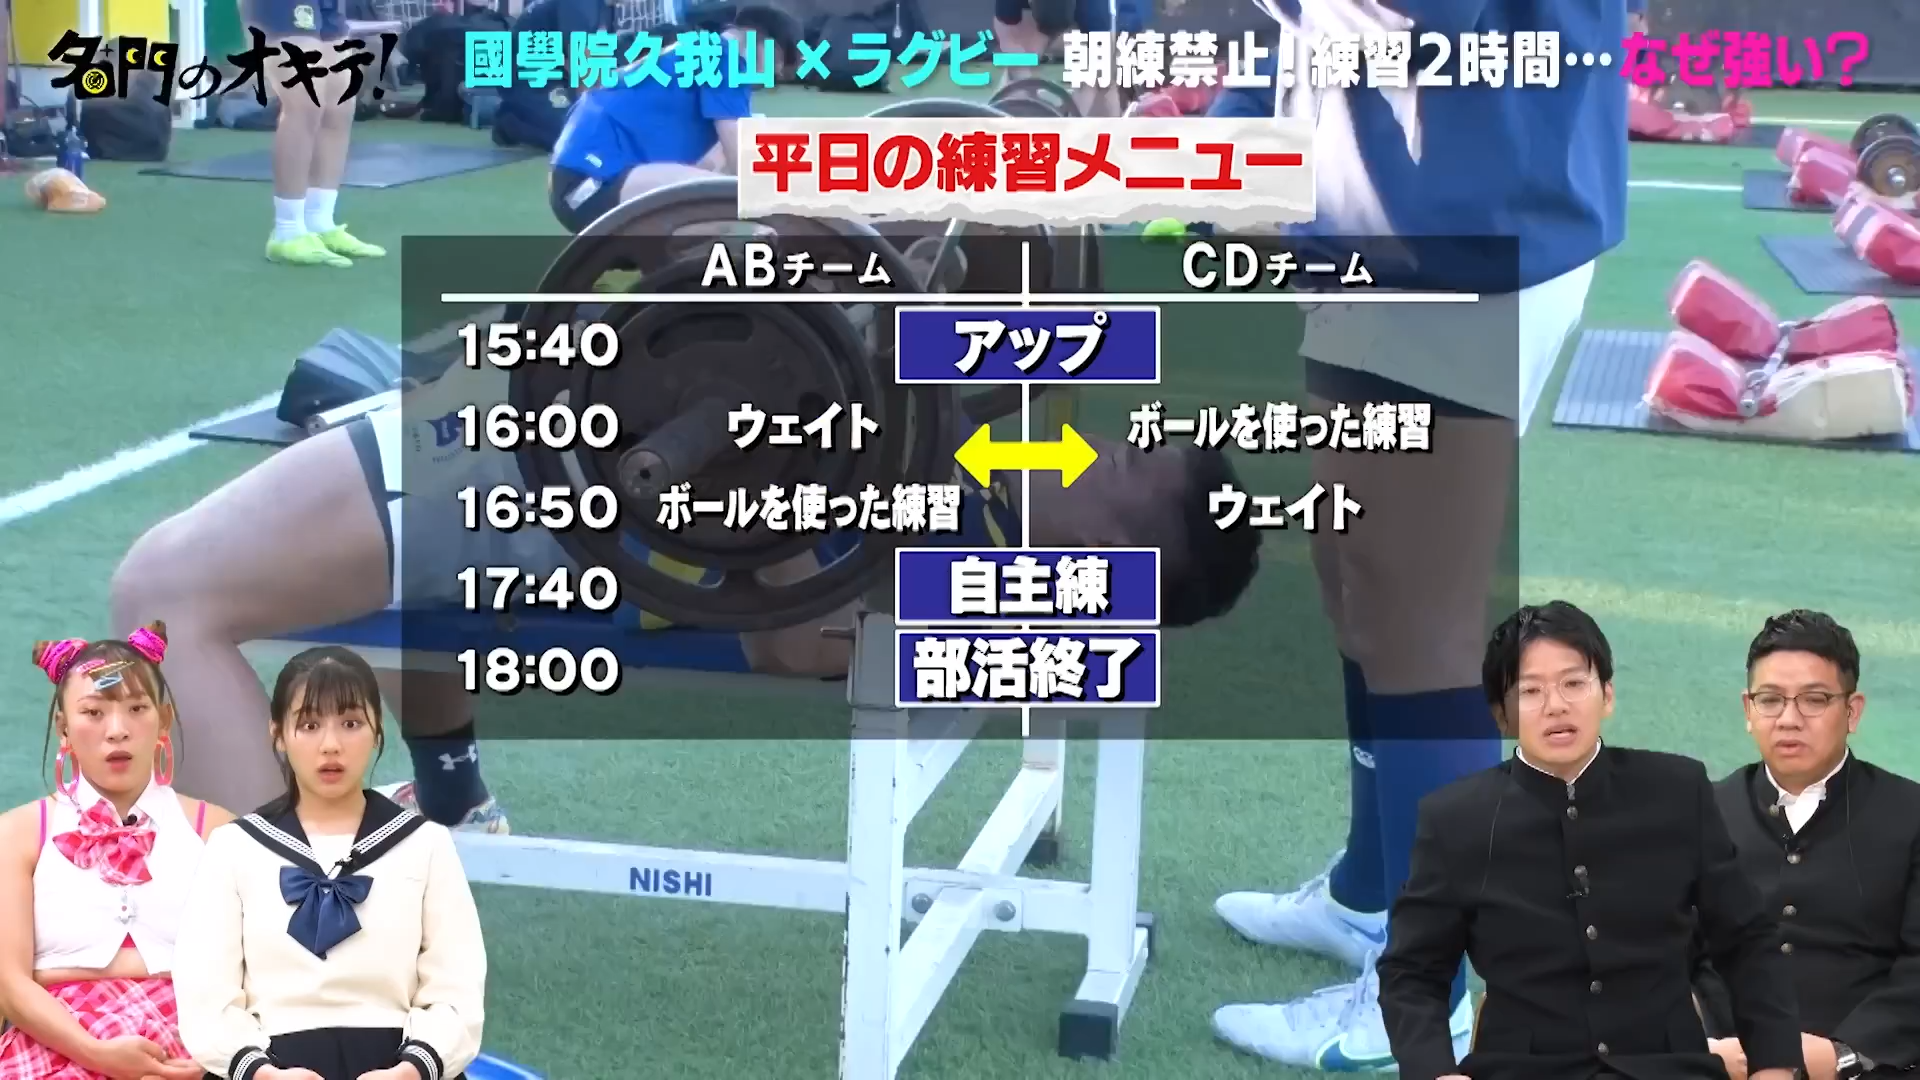 名門のオキテ!
國學院久我山×ラグビー 朝練禁止!練習2時間…なぜ強い?
平日の練習メニュー
ABチーム CDチーム
15:40 アップ
16:00 ウェイト ボールを使った練習
16:50 ボールを使った練習 ウェイト
17:40 自主練
18:00 部活終了
NISHI